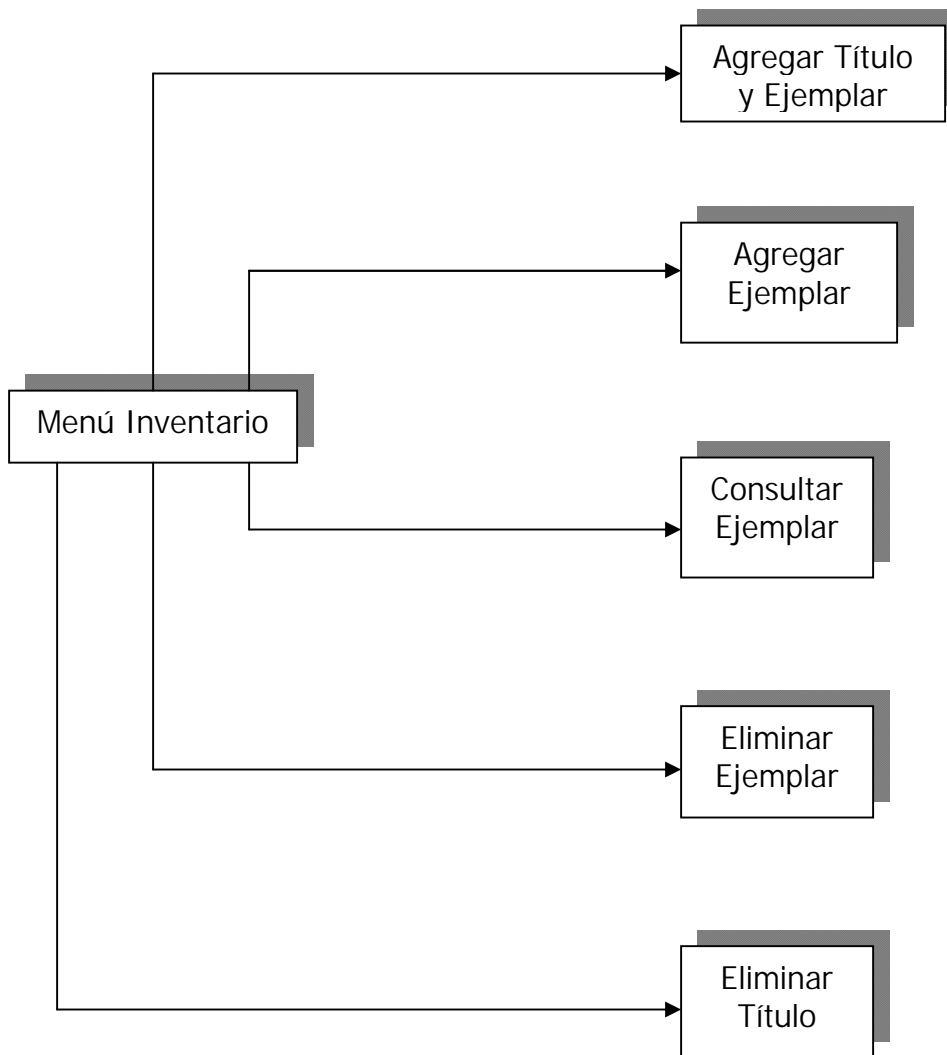 Agregar Título
y Ejemplar
Agregar
Ejemplar
Menú Inventario
Consultar
Ejemplar
Eliminar
Ejemplar
Eliminar
Título